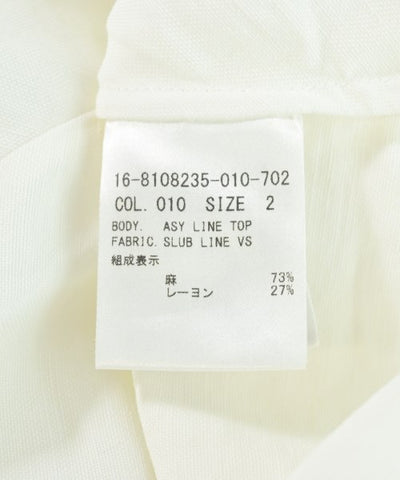 16-8108235-010-702
COL. 010 SIZE 2
BODY. ASY LINE TOP
FABRIC. SLUB LINE VS
組成表示
麻 73%
レーヨン 27%